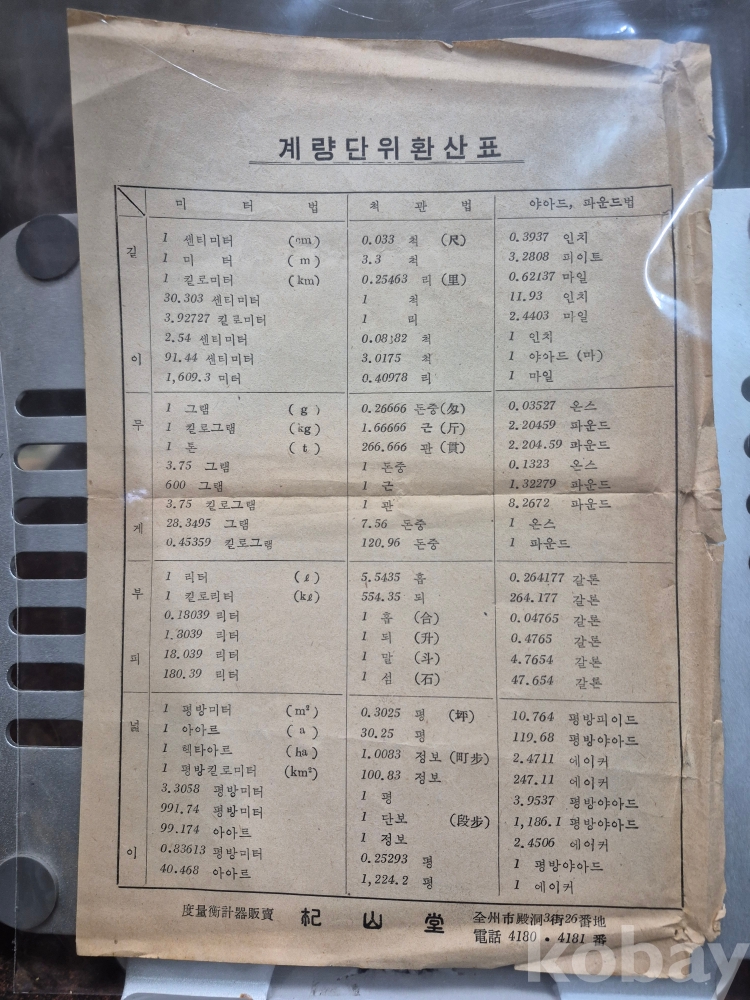 계량단위환산표
미 터 법 척 관 법 야아드, 파운드법
길 이
1 센티미터 (cm) 0.033 척 (尺) 0.3937 인치
1 미 터 (m) 3.3 척 3.2808 피이트
1 킬로미터 (km) 0.25463 리 (里) 0.62137 마일
30.303 센티미터 1 척 11.93 인치
3.92727 킬로미터 1 리 2.4403 마일
2.54 센티미터 0.08182 척 1 인치
91.44 센티미터 3.0175 척 1 야아드 (마)
1,609.3 미터 0.40978 리 1 마일
무 게
1 그램 (g) 0.26666 돈중(匁) 0.03527 온스
1 킬로그램 (kg) 1.66666 근 (斤) 2.20459 파운드
1 톤 (t) 266.666 관 (貫) 2.204.59 파운드
3.75 그램 1 돈중 0.1323 온스
600 그램 1 근 1.32279 파운드
3.75 킬로그램 1 관 8.2672 파운드
28.3495 그램 7.56 돈중 1 온스
0.45359 킬로그램 120.96 돈중 1 파운드
부 피
1 리터 (ℓ) 5.5435 홉 0.264177 갈론
1 킬로리터 (kℓ) 554.35 되 264.177 갈론
0.18039 리터 1 홉 (合) 0.04765 갈론
1.8039 리터 1 되 (升) 0.4765 갈론
18.039 리터 1 말 (斗) 4.7654 갈론
180.39 리터 1 섬 (石) 47.654 갈론
넓 이
1 평방미터 (m²) 0.3025 평 (坪) 10.764 평방피이드
1 아아르 (a) 30.25 평 119.68 평방야아드
1 헥타아르 (ha) 1.0083 정보 (町步) 2.4711 에이커
1 평방킬로미터 (km²) 100.83 정보 247.11 에이커
3.3058 평방미터 1 평 3.9537 평방야아드
991.74 평방미터 1 단보 (段步) 1,186.1 평방야아드
99.174 아아르 1 정보 2.4506 에이커
0.83613 평방미터 0.25293 평 1 평방야아드
40.468 아아르 1,224.2 평 1 에이커
度量衡計器販賣 杞山堂 全州市殿洞3街26番地
電話 4180 • 4181 番
kobay